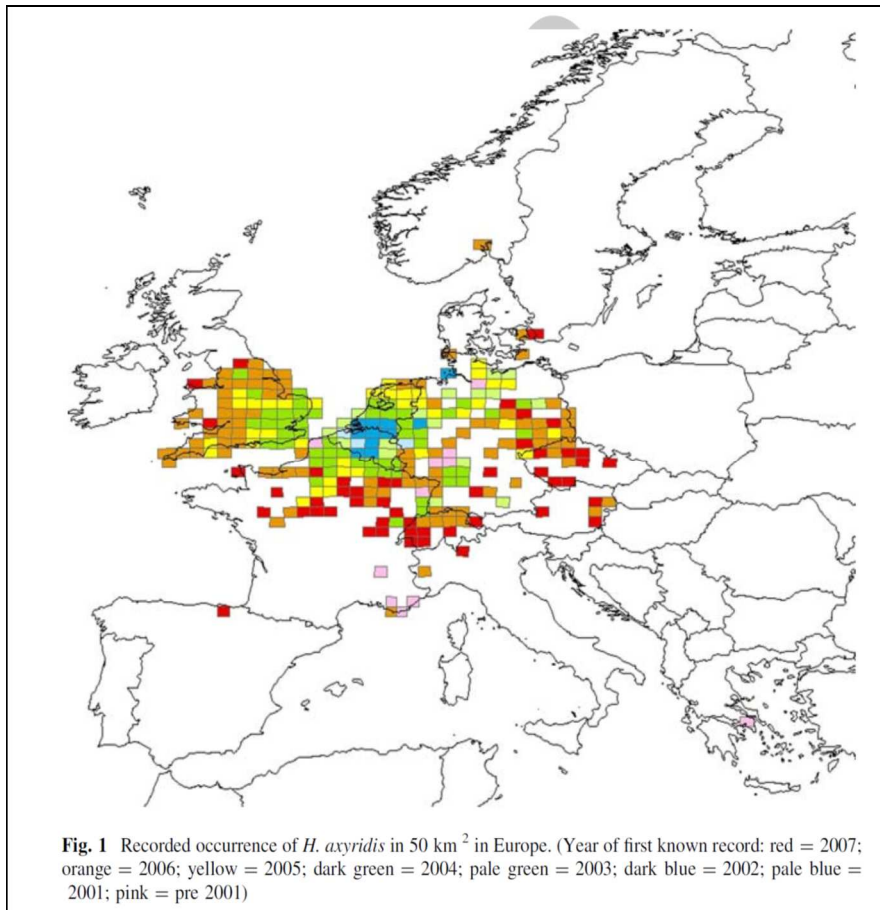 Fig. 1 Recorded occurrence of H. axyridis in 50 km 2 in Europe. (Year of first known record: red = 2007;
orange = 2006; yellow = 2005; dark green = 2004; pale green = 2003; dark blue = 2002; pale blue =
2001; pink = pre 2001)